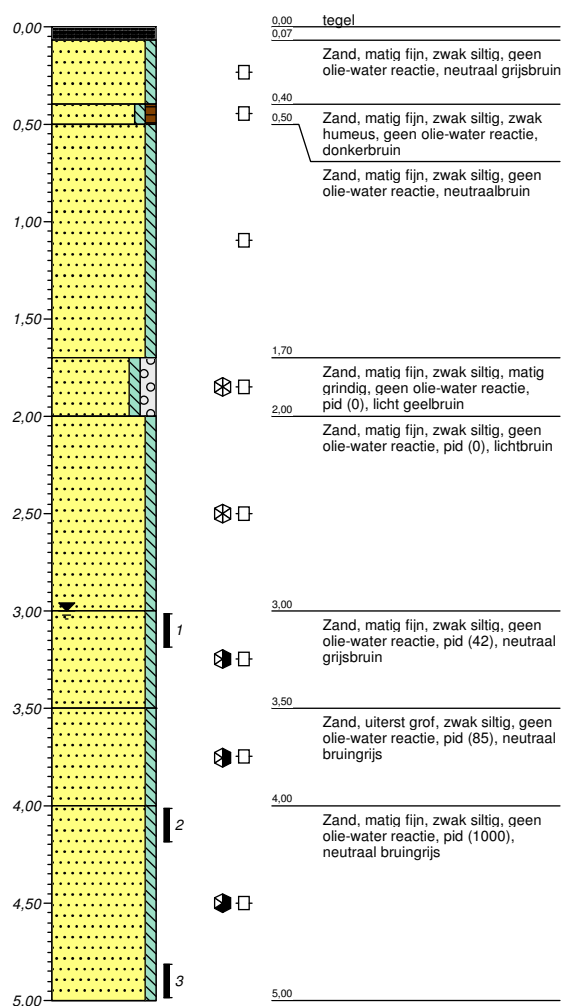 0,00
0,50
1,00
1,50
2,00
2,50
3,00
3,50
4,00
4,50
5,00
1
2
3
0,00 tegel
0,07
Zand, matig fijn, zwak siltig, geen
olie-water reactie, neutraal grijsbruin
0,40
Zand, matig fijn, zwak siltig, zwak
humeus, geen olie-water reactie,
donkerbruin
0,50
Zand, matig fijn, zwak siltig, geen
olie-water reactie, neutraalbruin
1,70
Zand, matig fijn, zwak siltig, matig
grindig, geen olie-water reactie,
pid (0), licht geelbruin
2,00
Zand, matig fijn, zwak siltig, geen
olie-water reactie, pid (0), lichtbruin
3,00
Zand, matig fijn, zwak siltig, geen
olie-water reactie, pid (42), neutraal
grijsbruin
3,50
Zand, uiterst grof, zwak siltig, geen
olie-water reactie, pid (85), neutraal
bruingrijs
4,00
Zand, matig fijn, zwak siltig, geen
olie-water reactie, pid (1000),
neutraal bruingrijs
5,00